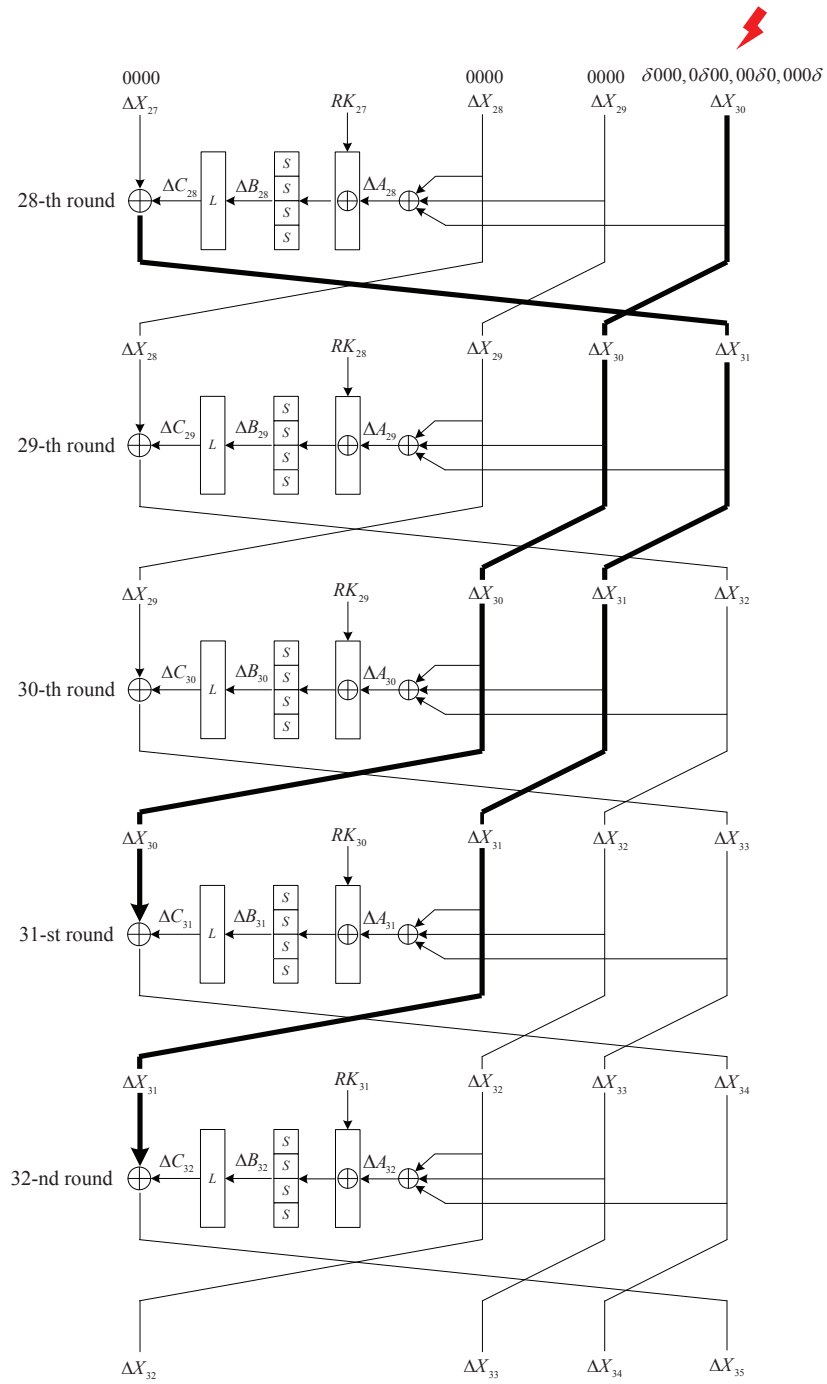 0000 0000 0000 δ000,0δ00,00δ0,000δ
ΔX₂₇ RK₂₇ ΔX₂₈ ΔX₂₉ ΔX₃₀
28-th round ΔC₂₈ L ΔB₂₈ S S S S ΔA₂₈
ΔX₂₈ RK₂₈ ΔX₂₉ ΔX₃₀ ΔX₃₁
29-th round ΔC₂₉ L ΔB₂₉ S S S S ΔA₂₉
ΔX₂₉ RK₂₉ ΔX₃₀ ΔX₃₁ ΔX₃₂
30-th round ΔC₃₀ L ΔB₃₀ S S S S ΔA₃₀
ΔX₃₀ RK₃₀ ΔX₃₁ ΔX₃₂ ΔX₃₃
31-st round ΔC₃₁ L ΔB₃₁ S S S S ΔA₃₁
ΔX₃₁ RK₃₁ ΔX₃₂ ΔX₃₃ ΔX₃₄
32-nd round ΔC₃₂ L ΔB₃₂ S S S S ΔA₃₂
ΔX₃₂ ΔX₃₃ ΔX₃₄ ΔX₃₅